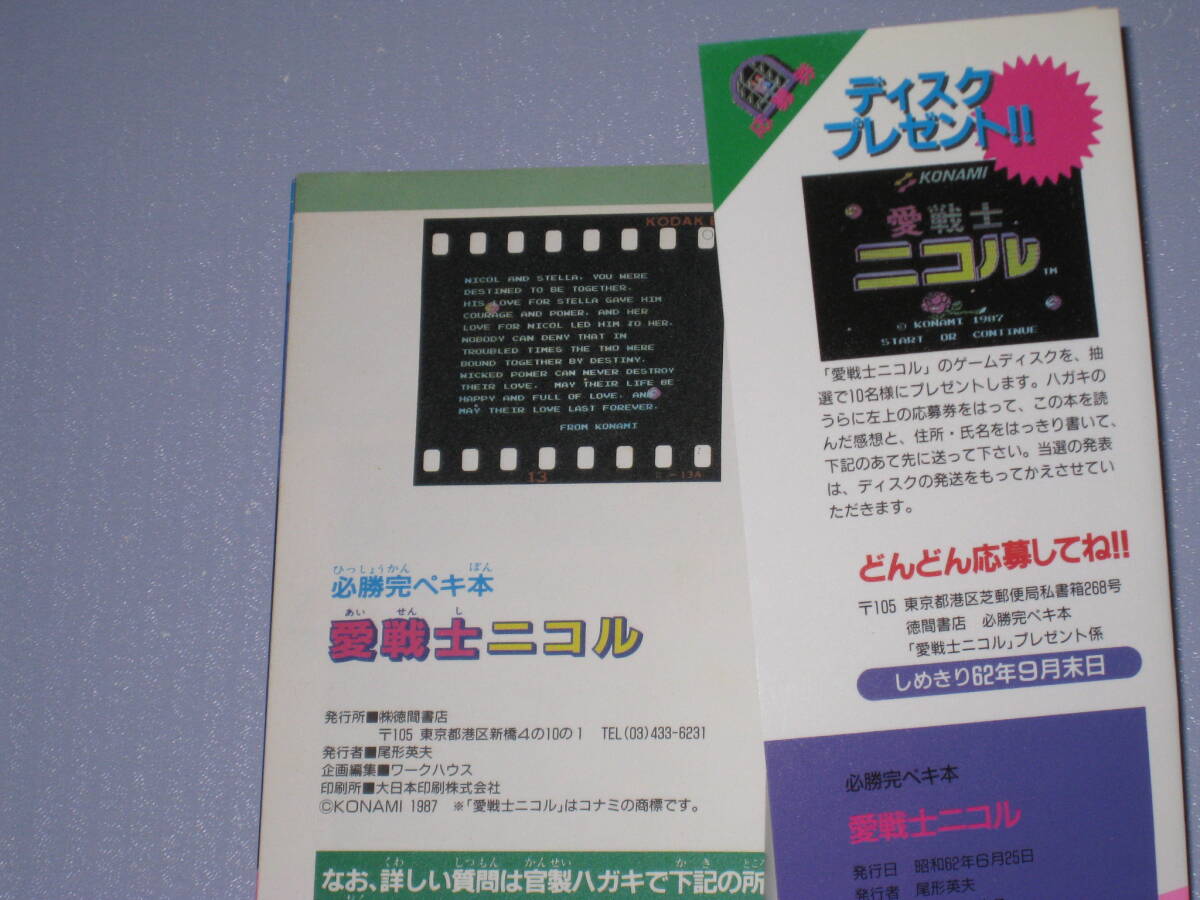 KODAK
NICOL AND STELLA, YOU WERE
DESTINED TO BE TOGETHER.
HIS LOVE FOR STELLA GAVE HIM
COURAGE AND POWER, AND HER
LOVE FOR NICOL LED HIM TO HER.
NOBODY CAN DENY THAT IN
TROUBLED TIMES THE TWO WERE
BOUND TOGETHER BY DESTINY.
WICKED POWER CAN NEVER DESTROY
THEIR LOVE. MAY THEIR LIFE BE
HAPPY AND FULL OF LOVE, AND
MAY THEIR LOVE LAST FOREVER.
FROM KONAMI
13
13A
ひっしょうかん ぼん
必勝完ペキ本
あい せん し
愛戦士ニコル
発行所■㈱徳間書店
〒105 東京都港区新橋4の10の1 TEL(03)433-6231
発行者■尾形英夫
企画編集■ワークハウス
印刷所■大日本印刷株式会社
©KONAMI 1987 ※「愛戦士ニコル」はコナミの商標です。
くわ しつもん かんせい かき ところ
なお、詳しい質問は官製ハガキで下記の所
応募券
ディスク
プレゼント!!
KONAMI
愛戦士
ニコル™
© KONAMI 1987
START OR CONTINUE
「愛戦士ニコル」のゲームディスクを、抽
選で10名様にプレゼントします。ハガキの
うらに左上の応募券をはって、この本を読
んだ感想と、住所・氏名をはっきり書いて、
下記のあて先に送って下さい。当選の発表
は、ディスクの発送をもってかえさせてい
ただきます。
どんどん応募してね!!
〒105 東京都港区芝郵便局私書箱268号
徳間書店 必勝完ペキ本
「愛戦士ニコル」プレゼント係
しめきり62年9月末日
必勝完ペキ本
愛戦士ニコル
発行日 昭和62年6月25日
発行者 尾形英夫